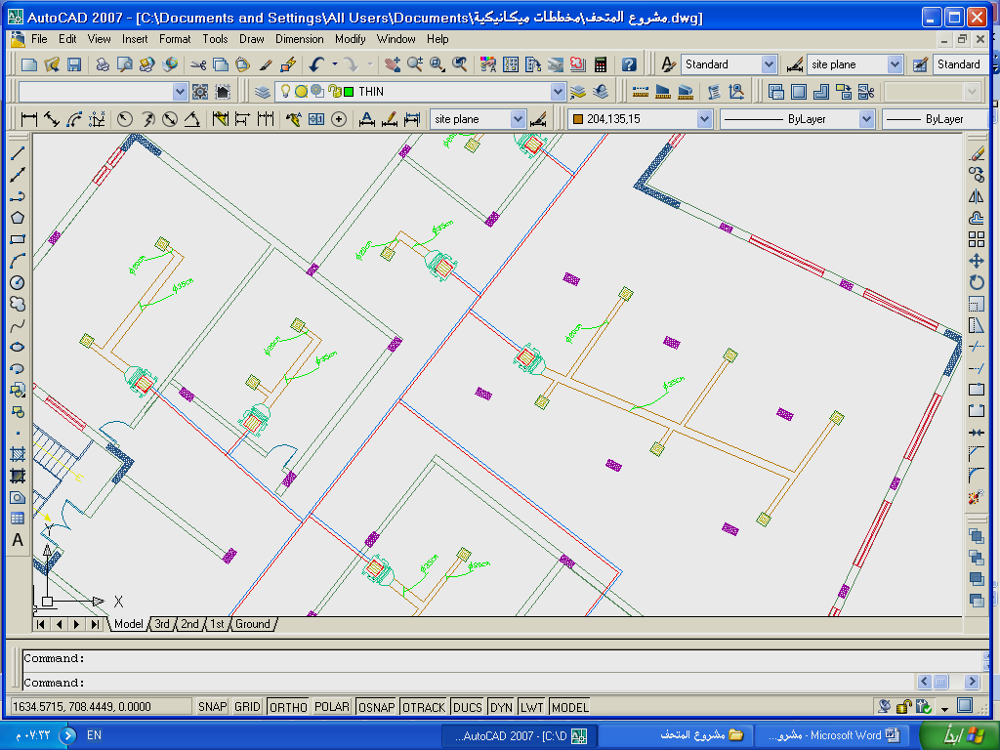 AutoCAD 2007 - [C:\Documents and Settings\All Users\Documents\مشروع المتحف\مخططات ميكانيكية.dwg]
File Edit View Insert Format Tools Draw Dimension Modify Window Help
Standard site plane Standard
THIN
site plane 204,135,15 ByLayer ByLayer
A
Y
X
Model 3rd 2nd 1st Ground
Command:
Command:
1634.5715, 708.4449, 0.0000 SNAP GRID ORTHO POLAR OSNAP OTRACK DUCS DYN LWT MODEL
٠٧:٢٢ م EN ...AutoCAD 2007 - [C:\D مشروع المتحف ...مشرو - Microsoft Word ابدأ